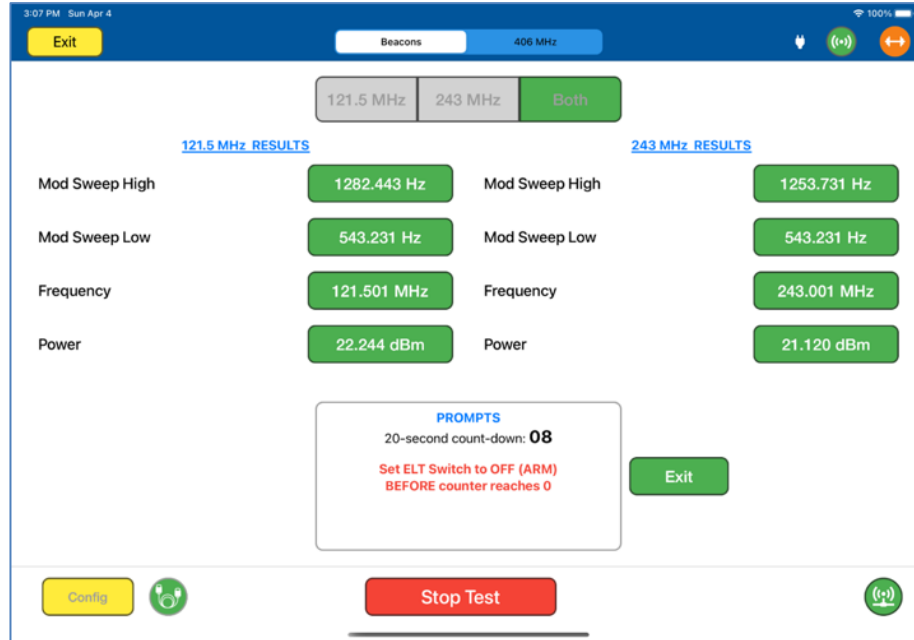 3:07 PM Sun Apr 4
100%
Exit
Beacons
406 MHz
121.5 MHz
243 MHz
Both
121.5 MHz RESULTS
243 MHz RESULTS
Mod Sweep High
1282.443 Hz
Mod Sweep High
1253.731 Hz
Mod Sweep Low
543.231 Hz
Mod Sweep Low
543.231 Hz
Frequency
121.501 MHz
Frequency
243.001 MHz
Power
22.244 dBm
Power
21.120 dBm
PROMPTS
20-second count-down: 08
Set ELT Switch to OFF (ARM)
BEFORE counter reaches 0
Exit
Config
Stop Test